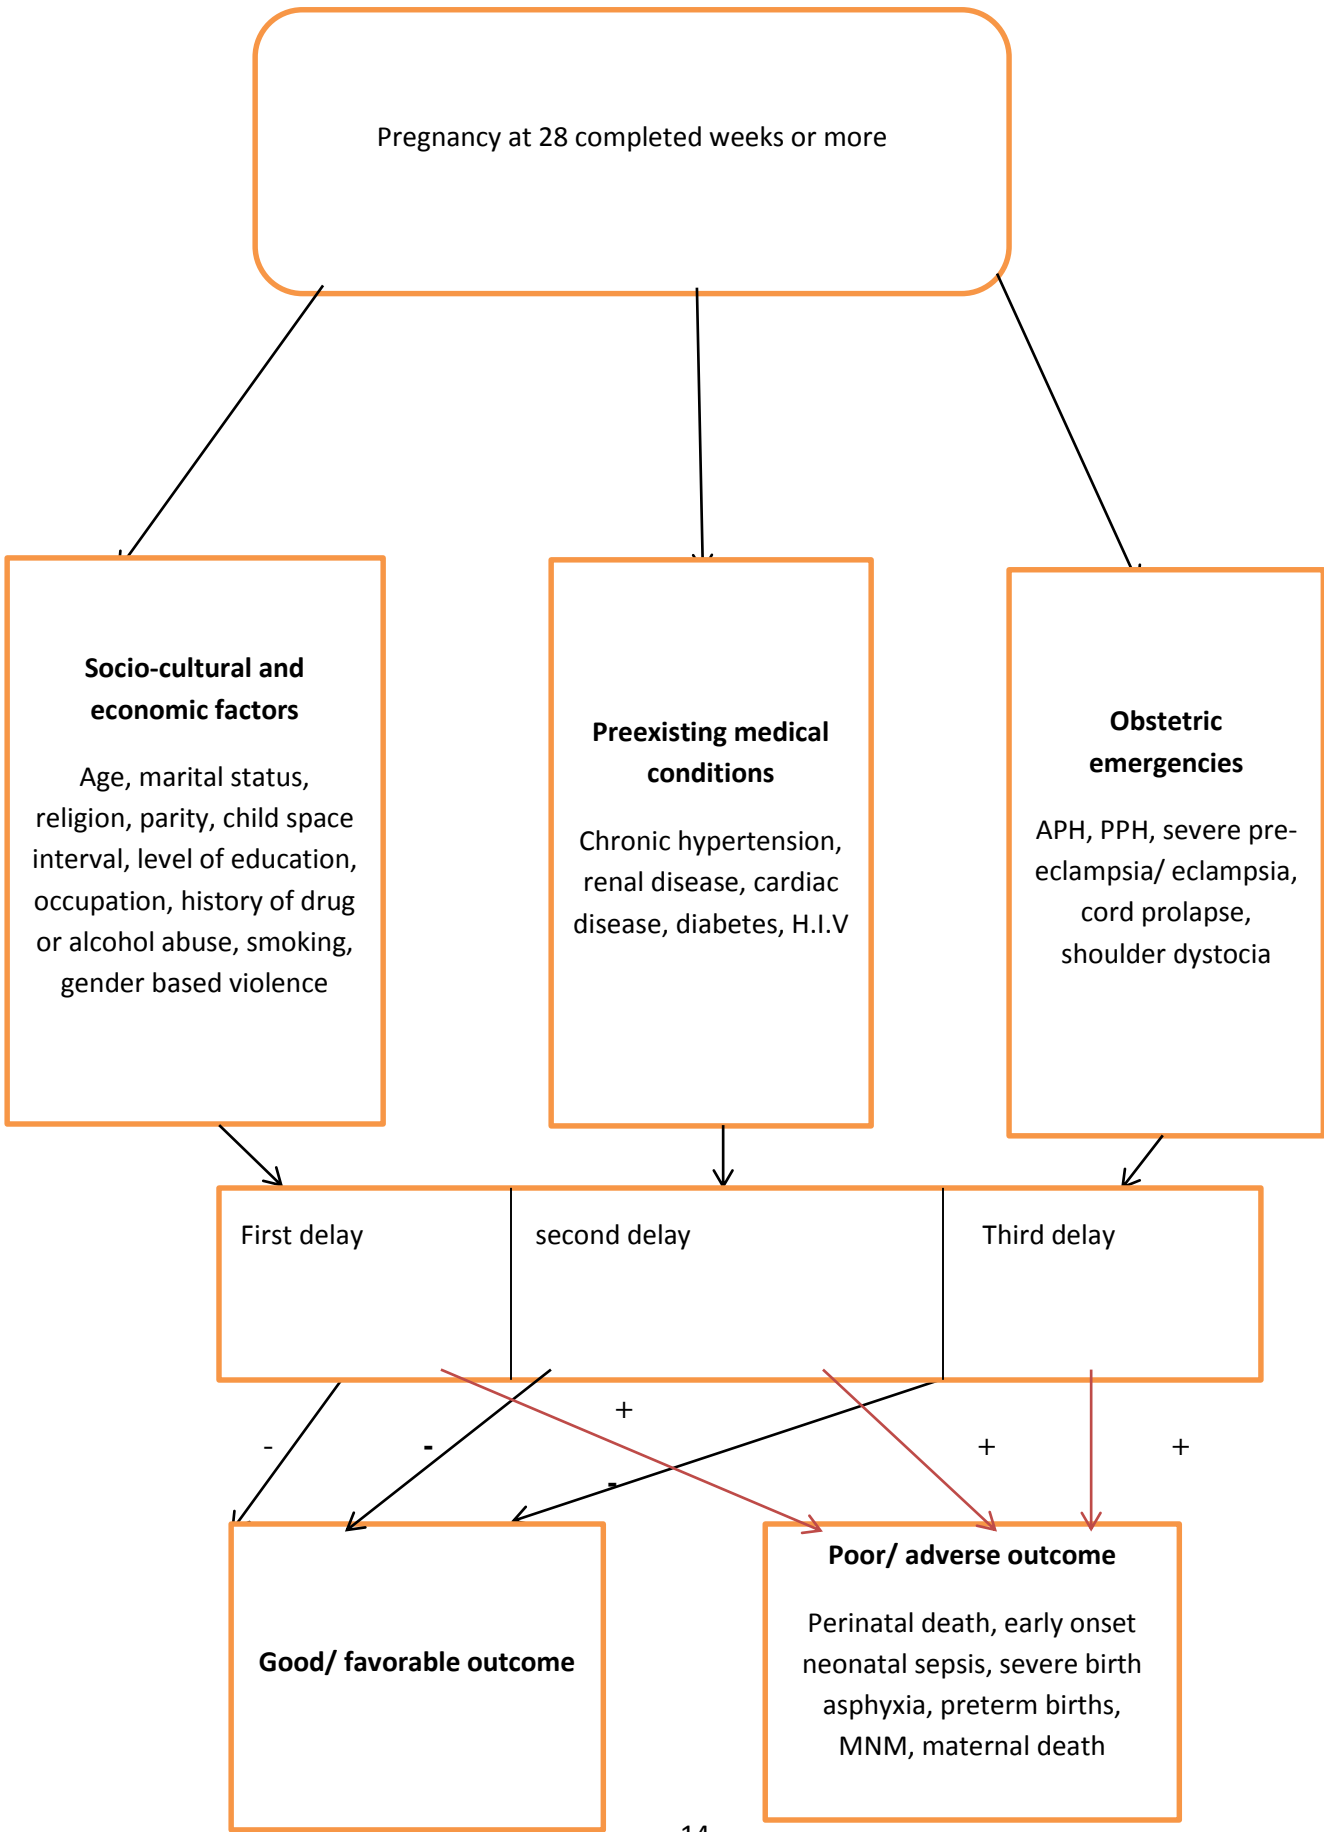 Pregnancy at 28 completed weeks or more
Socio-cultural and
economic factors
Age, marital status,
religion, parity, child space
interval, level of education,
occupation, history of drug
or alcohol abuse, smoking,
gender based violence
Preexisting medical
conditions
Chronic hypertension,
renal disease, cardiac
disease, diabetes, H.I.V
Obstetric
emergencies
APH, PPH, severe pre-
eclampsia/ eclampsia,
cord prolapse,
shoulder dystocia
First delay
second delay
Third delay
+
-
-
+
+
-
Good/ favorable outcome
Poor/ adverse outcome
Perinatal death, early onset
neonatal sepsis, severe birth
asphyxia, preterm births,
MNM, maternal death
14